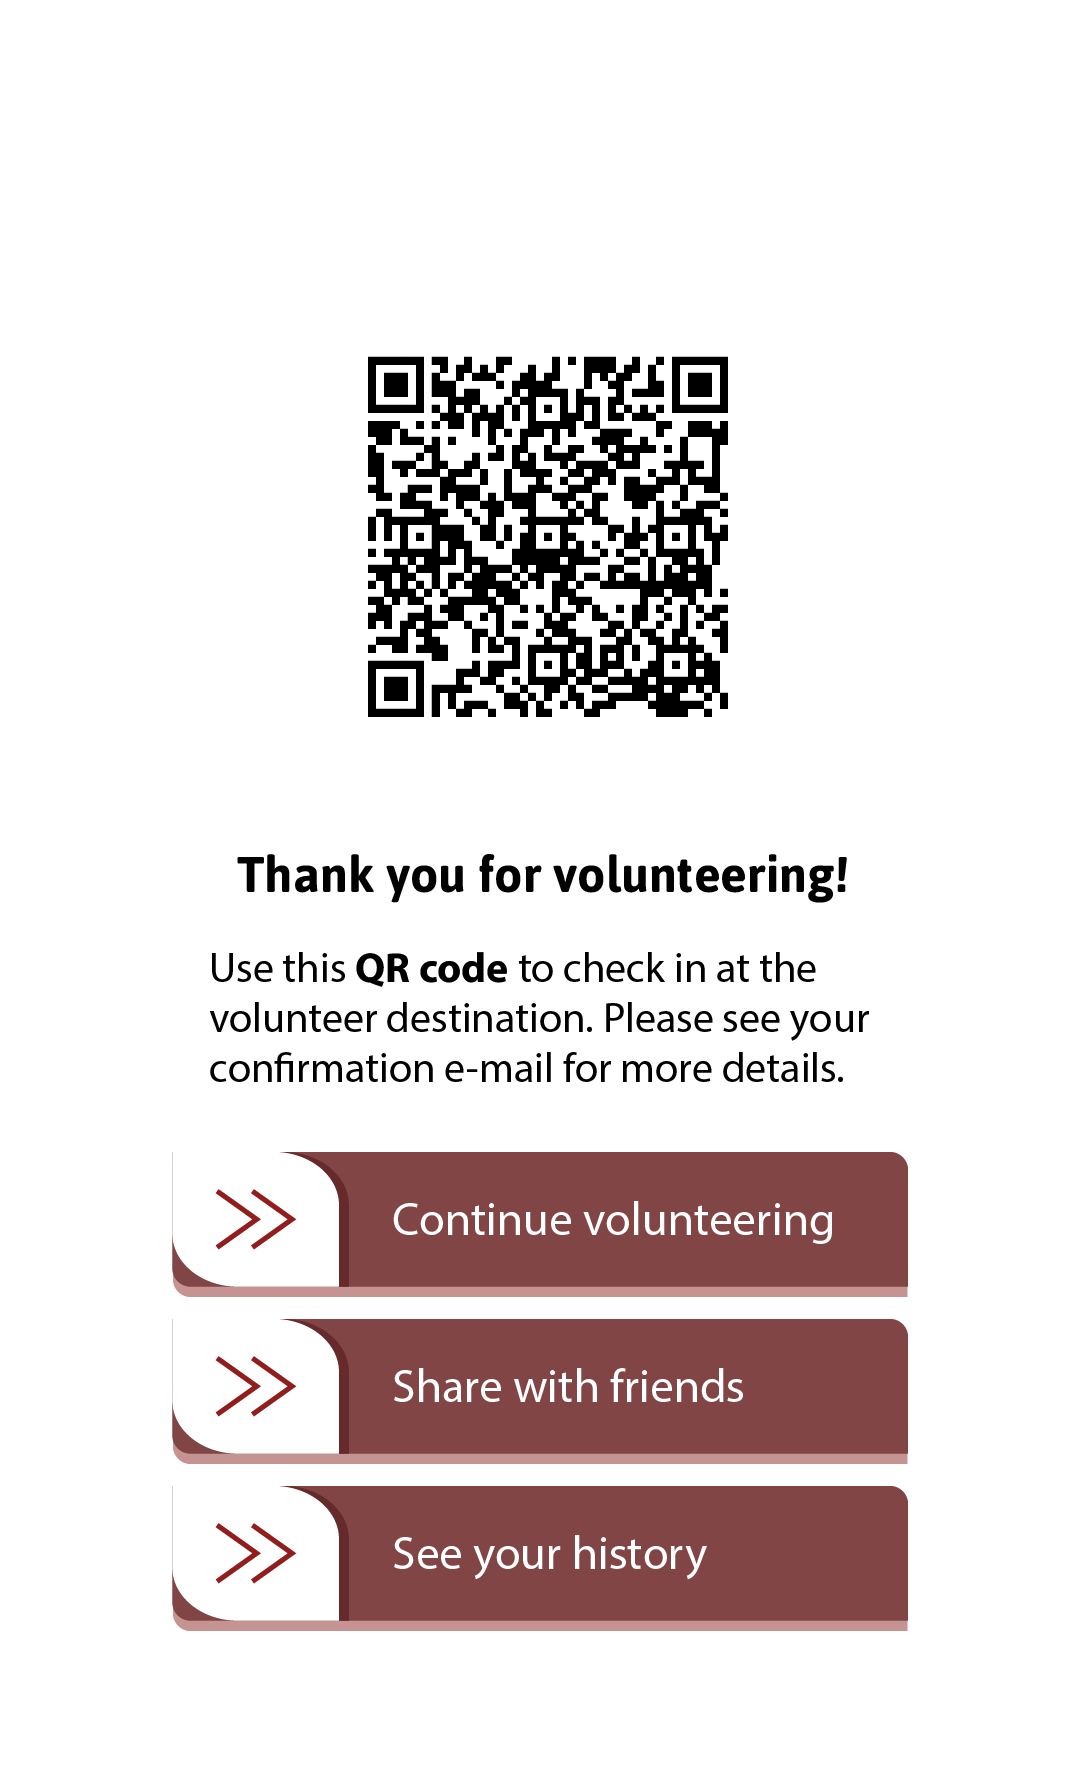 Thank you for volunteering!
Use this QR code to check in at the
volunteer destination. Please see your
confirmation e-mail for more details.
Continue volunteering
Share with friends
See your history